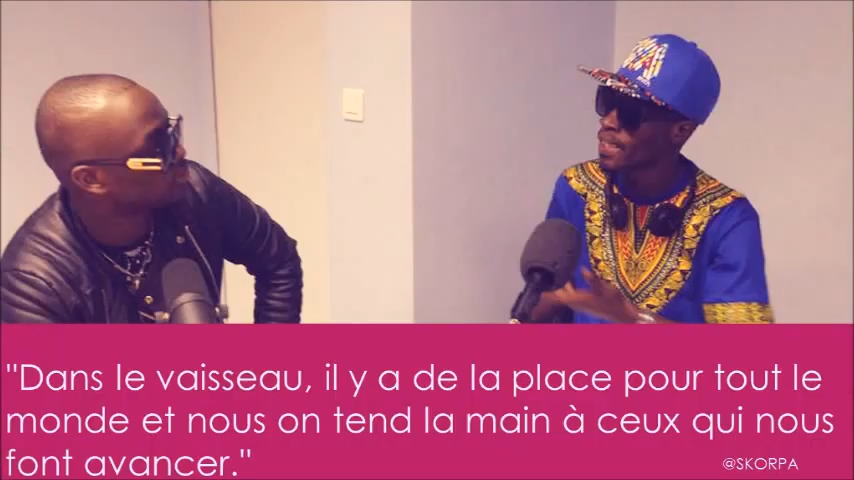 "Dans le vaisseau, il y a de la place pour tout le
monde et nous on tend la main à ceux qui nous
font avancer."
@SKORPA